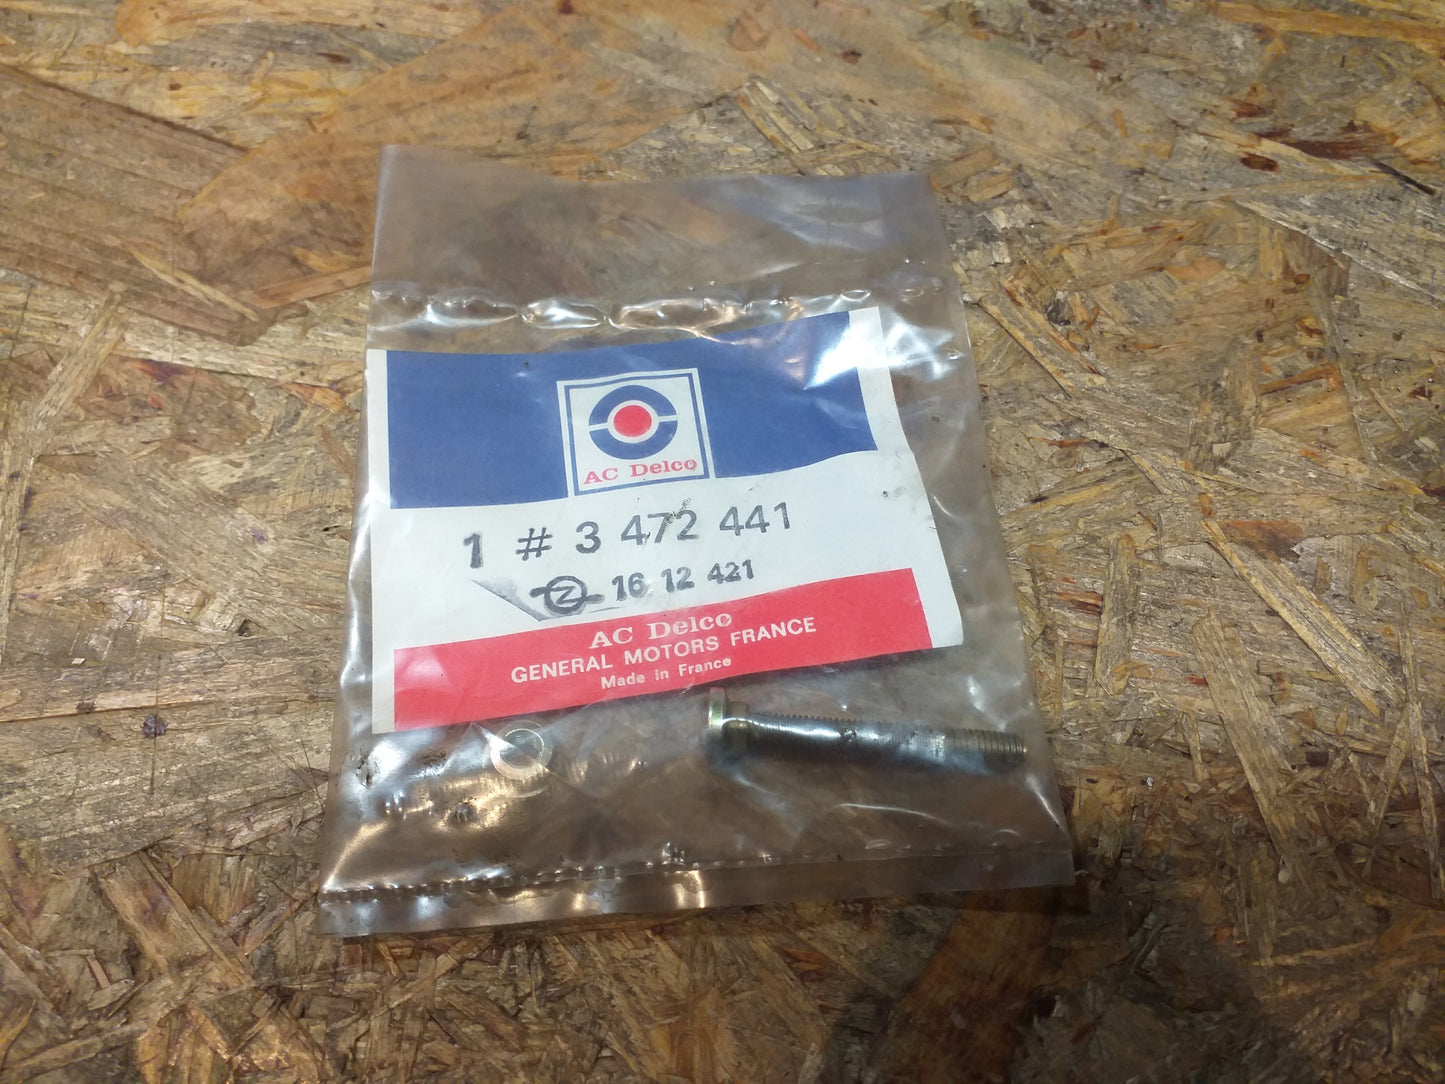 AC Delco
1 # 3 472 441
16 12 421
AC Delco
GENERAL MOTORS FRANCE
Made in France